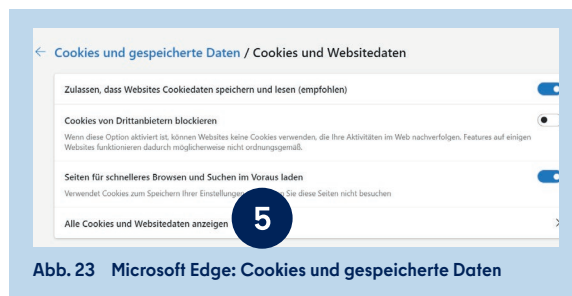 ← Cookies und gespeicherte Daten / Cookies und Websitedaten
Zulassen, dass Websites Cookiedaten speichern und lesen (empfohlen)
Cookies von Drittanbietern blockieren
Wenn diese Option aktiviert ist, können Websites keine Cookies verwenden, die Ihre Aktivitäten im Web nachverfolgen. Features auf einigen
Websites funktionieren dadurch möglicherweise nicht ordnungsgemäß.
Seiten für schnelleres Browsen und Suchen im Voraus laden
Verwendet Cookies zum Speichern Ihrer Einstellungen Sie diese Seiten nicht besuchen
Alle Cookies und Websitedaten anzeigen
5
Abb. 23 Microsoft Edge: Cookies und gespeicherte Daten